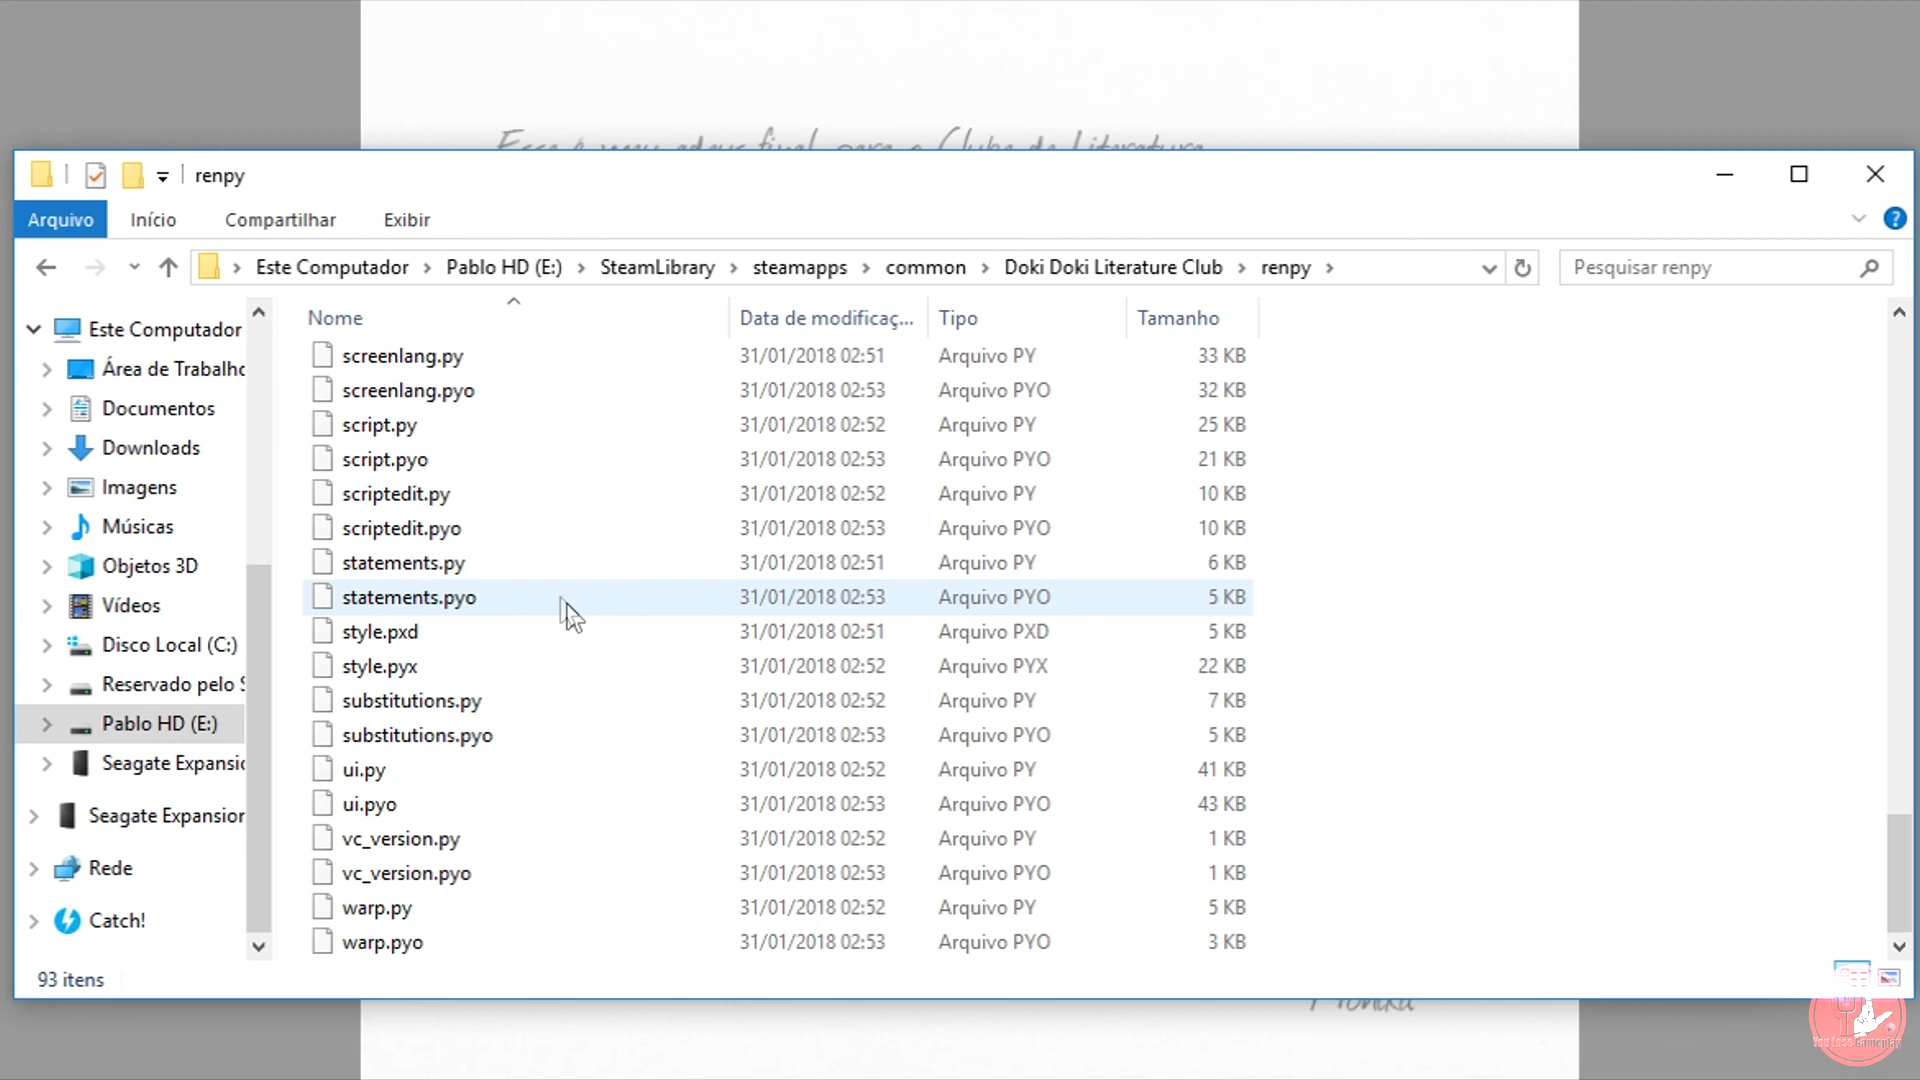 Esse é meu adeus final para o Clube de Literatura
renpy
Arquivo Início Compartilhar Exibir
Este Computador Pablo HD (E:) SteamLibrary steamapps common Doki Doki Literature Club renpy
Pesquisar renpy
Este Computador
Área de Trabalho
Documentos
Downloads
Imagens
Músicas
Objetos 3D
Vídeos
Disco Local (C:)
Reservado pelo S
Pablo HD (E:)
Seagate Expansio
Seagate Expansion
Rede
Catch!
Nome Data de modificaç... Tipo Tamanho
screenlang.py 31/01/2018 02:51 Arquivo PY 33 KB
screenlang.pyo 31/01/2018 02:53 Arquivo PYO 32 KB
script.py 31/01/2018 02:52 Arquivo PY 25 KB
script.pyo 31/01/2018 02:53 Arquivo PYO 21 KB
scriptedit.py 31/01/2018 02:52 Arquivo PY 10 KB
scriptedit.pyo 31/01/2018 02:53 Arquivo PYO 10 KB
statements.py 31/01/2018 02:51 Arquivo PY 6 KB
statements.pyo 31/01/2018 02:53 Arquivo PYO 5 KB
style.pxd 31/01/2018 02:51 Arquivo PXD 5 KB
style.pyx 31/01/2018 02:52 Arquivo PYX 22 KB
substitutions.py 31/01/2018 02:52 Arquivo PY 7 KB
substitutions.pyo 31/01/2018 02:53 Arquivo PYO 5 KB
ui.py 31/01/2018 02:52 Arquivo PY 41 KB
ui.pyo 31/01/2018 02:53 Arquivo PYO 43 KB
vc_version.py 31/01/2018 02:52 Arquivo PY 1 KB
vc_version.pyo 31/01/2018 02:53 Arquivo PYO 1 KB
warp.py 31/01/2018 02:52 Arquivo PY 5 KB
warp.pyo 31/01/2018 02:53 Arquivo PYO 3 KB
93 itens
Monika
You Loss Gameplay